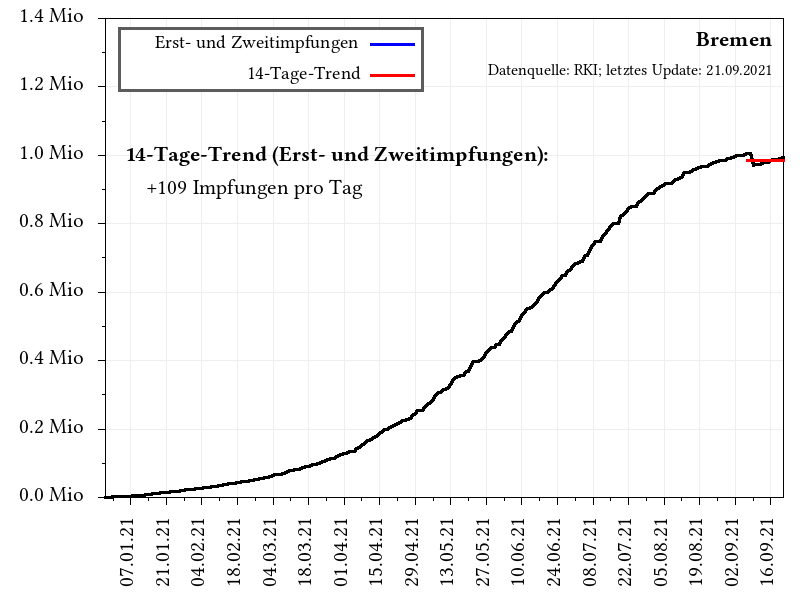 1.4 Mio
1.2 Mio
1.0 Mio
0.8 Mio
0.6 Mio
0.4 Mio
0.2 Mio
0.0 Mio
Erst- und Zweitimpfungen
14-Tage-Trend
Bremen
Datenquelle: RKI; letztes Update: 21.09.2021
14-Tage-Trend (Erst- und Zweitimpfungen):
+109 Impfungen pro Tag
07.01.21
21.01.21
04.02.21
18.02.21
04.03.21
18.03.21
01.04.21
15.04.21
29.04.21
13.05.21
27.05.21
10.06.21
24.06.21
08.07.21
22.07.21
05.08.21
19.08.21
02.09.21
16.09.21